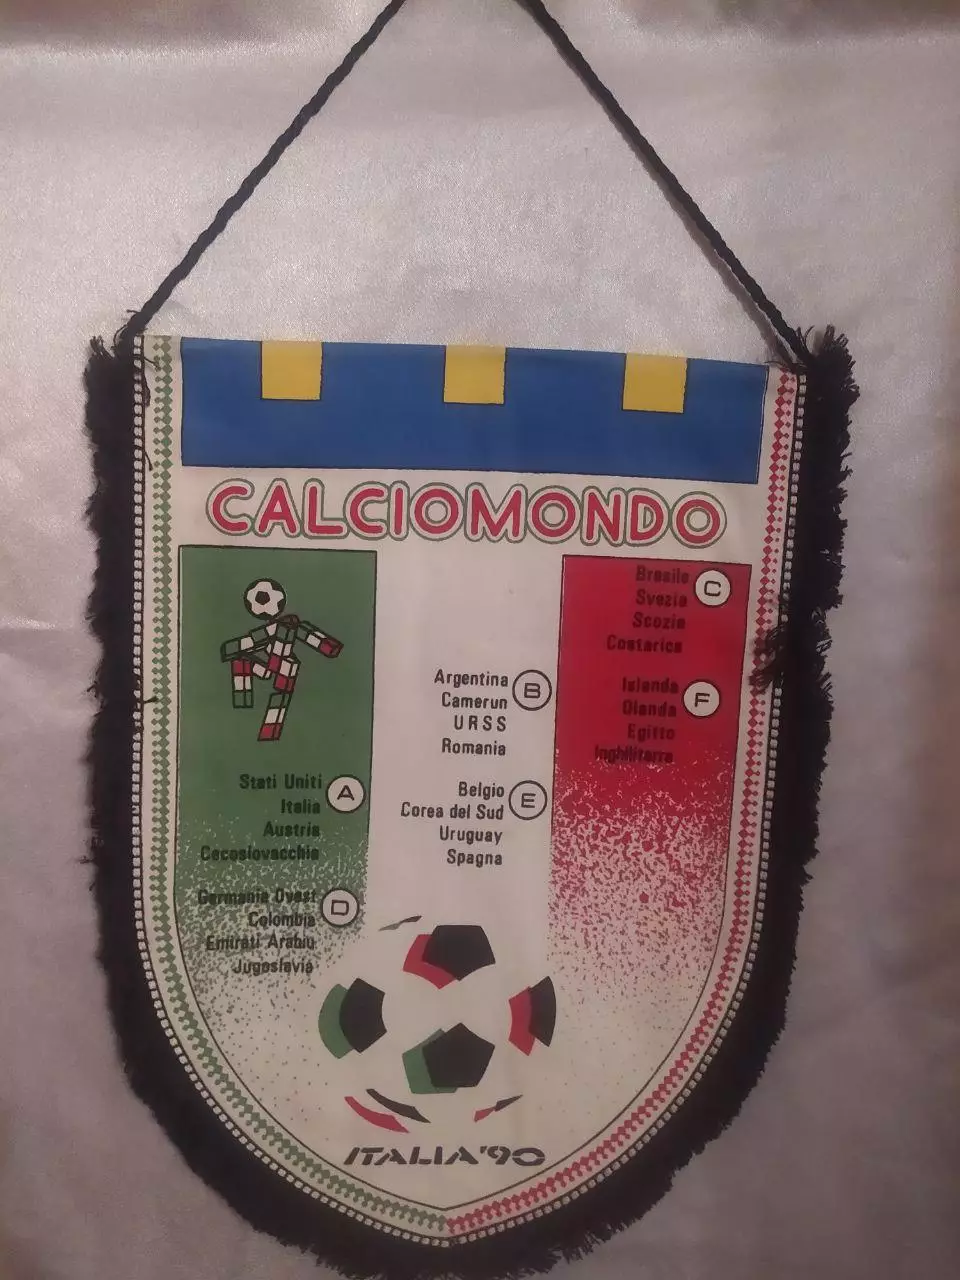 CALCIOMONDO
Stati Uniti A
Italia
Austria
Cecoslovacchia
Germania Ovest D
Colombia
Emirati Arabiu
Jugoslavia
Argentina B
Camerun
URSS
Romania
Belgio E
Corea del Sud
Uruguay
Spagna
Brasile C
Svezia
Scozia
Costarica
Islanda F
Olanda
Egitto
Inghilterra
ITALIA'90